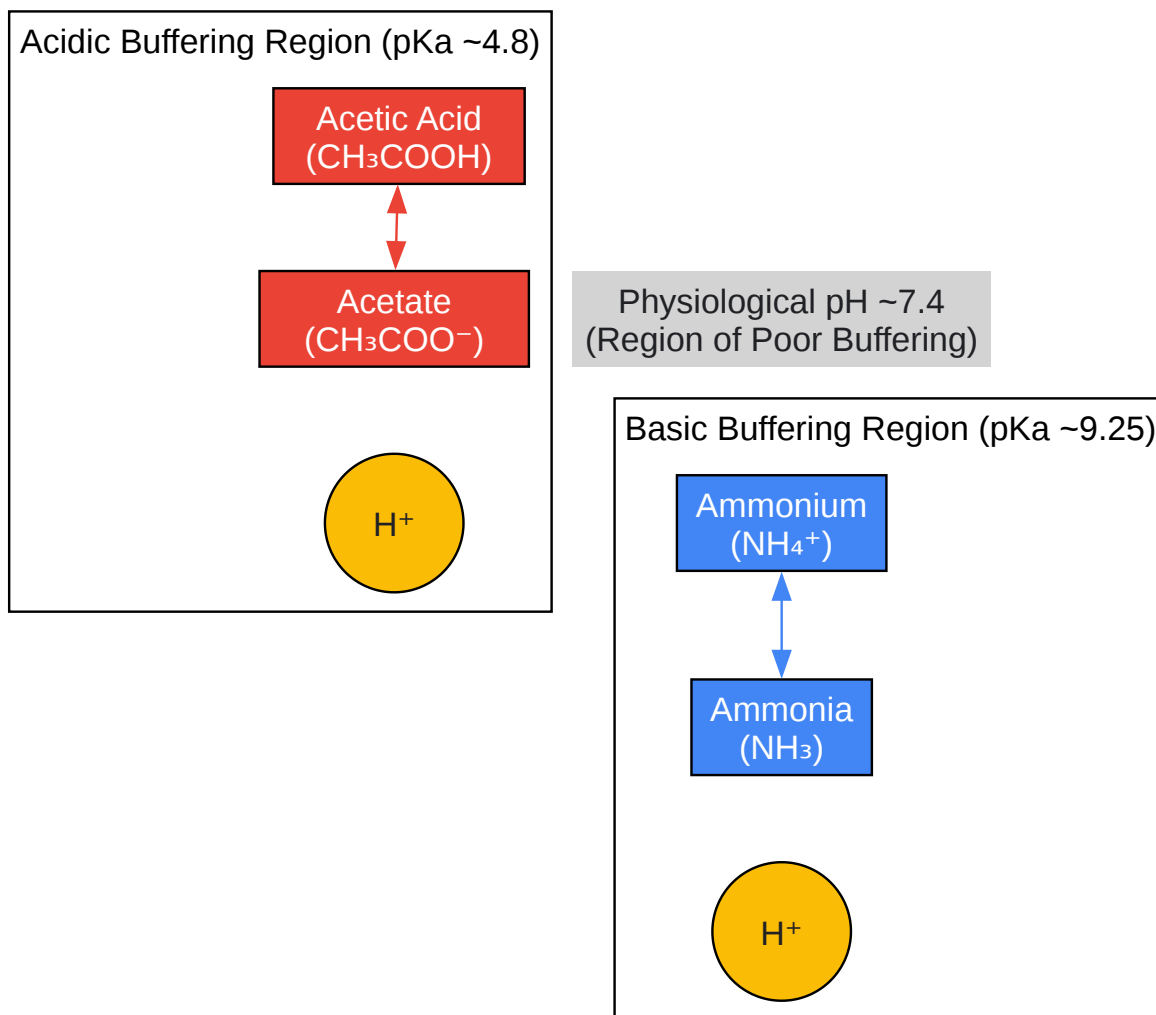 Acidic Buffering Region (pKa ~4.8)
Acetic Acid
(CH₃COOH)
Acetate
(CH₃COO⁻)
H⁺
Physiological pH ~7.4
(Region of Poor Buffering)
Basic Buffering Region (pKa ~9.25)
Ammonium
(NH₄⁺)
Ammonia
(NH₃)
H⁺